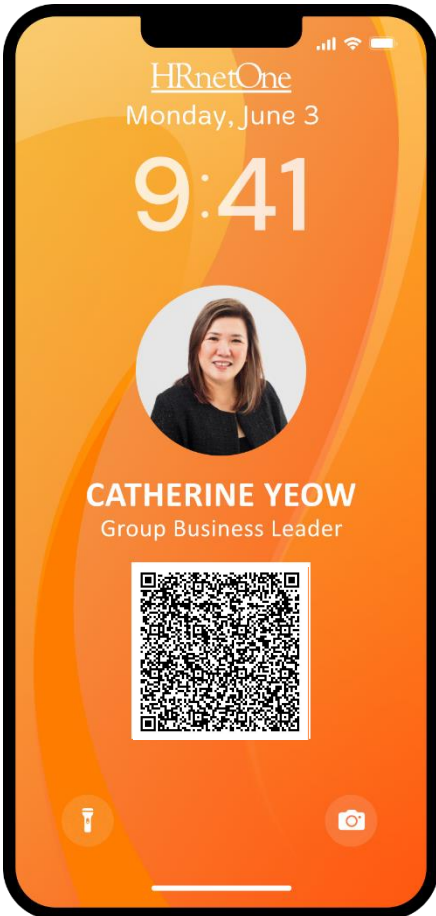 HRnetOne
Monday, June 3
9:41
CATHERINE YEOW
Group Business Leader